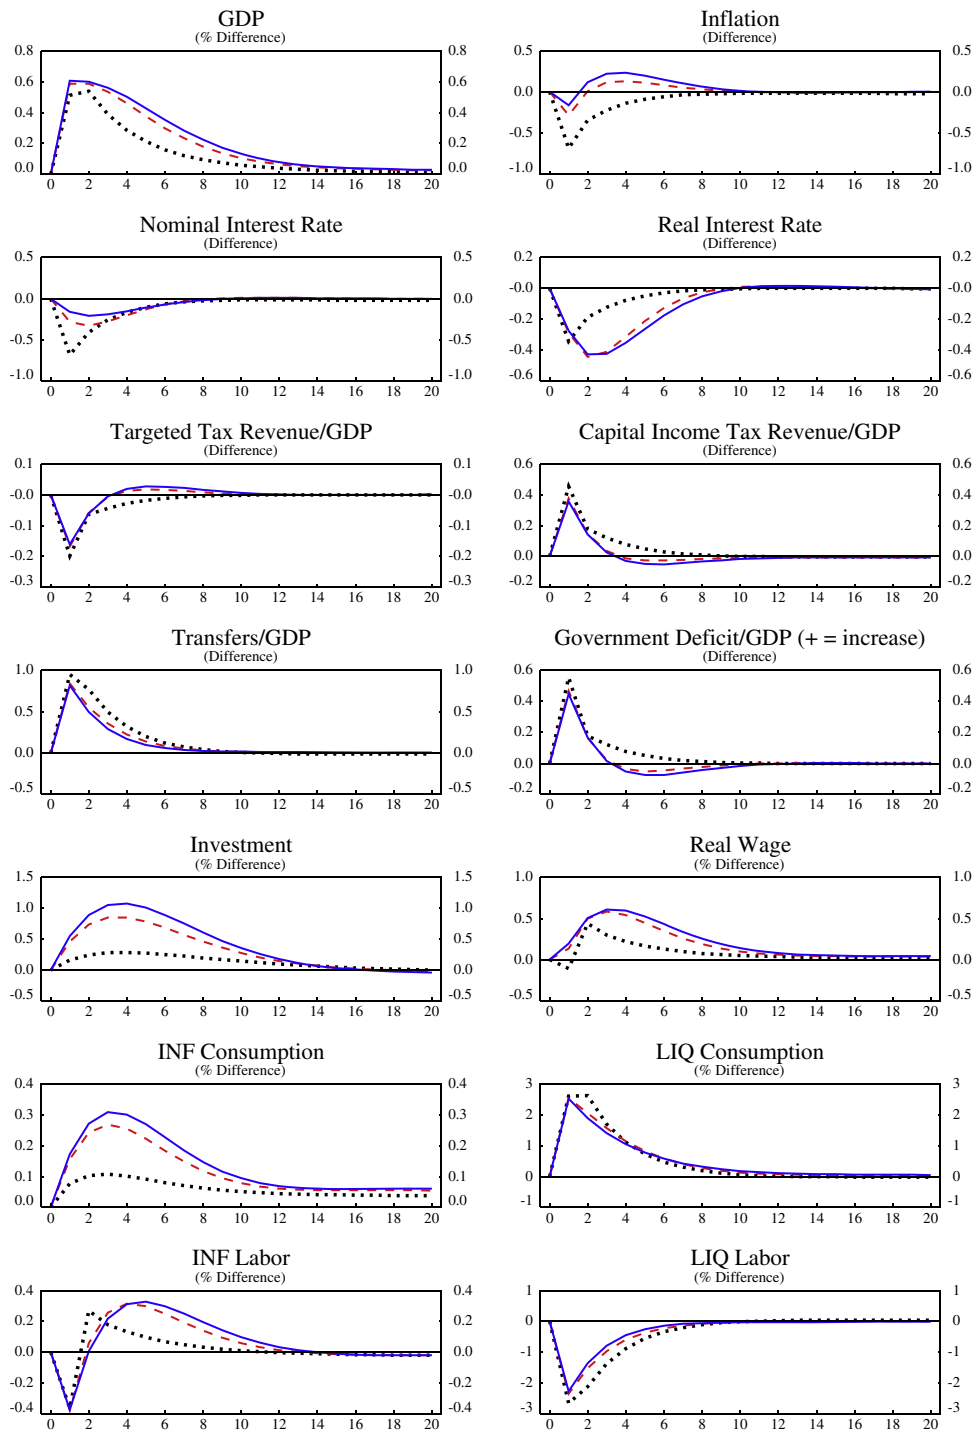 GDP
(% Difference)
0.8 0.8
0.6 0.6
0.4 0.4
0.2 0.2
0.0 0.0
0 2 4 6 8 10 12 14 16 18 20
Inflation
(Difference)
0.5 0.5
0.0 0.0
-0.5 -0.5
-1.0 -1.0
0 2 4 6 8 10 12 14 16 18 20
Nominal Interest Rate
(Difference)
0.5 0.5
0.0 0.0
-0.5 -0.5
-1.0 -1.0
0 2 4 6 8 10 12 14 16 18 20
Real Interest Rate
(Difference)
0.2 0.2
-0.0 -0.0
-0.2 -0.2
-0.4 -0.4
-0.6 -0.6
0 2 4 6 8 10 12 14 16 18 20
Targeted Tax Revenue/GDP
(Difference)
0.1 0.1
-0.0 -0.0
-0.1 -0.1
-0.2 -0.2
-0.3 -0.3
0 2 4 6 8 10 12 14 16 18 20
Capital Income Tax Revenue/GDP
(Difference)
0.6 0.6
0.4 0.4
0.2 0.2
0.0 0.0
-0.2 -0.2
0 2 4 6 8 10 12 14 16 18 20
Transfers/GDP
(Difference)
1.0 1.0
0.5 0.5
0.0 0.0
-0.5 -0.5
0 2 4 6 8 10 12 14 16 18 20
Government Deficit/GDP (+ = increase)
(Difference)
0.6 0.6
0.4 0.4
0.2 0.2
0.0 0.0
-0.2 -0.2
0 2 4 6 8 10 12 14 16 18 20
Investment
(% Difference)
1.5 1.5
1.0 1.0
0.5 0.5
0.0 0.0
-0.5 -0.5
0 2 4 6 8 10 12 14 16 18 20
Real Wage
(% Difference)
1.0 1.0
0.5 0.5
0.0 0.0
-0.5 -0.5
0 2 4 6 8 10 12 14 16 18 20
INF Consumption
(% Difference)
0.4 0.4
0.3 0.3
0.2 0.2
0.1 0.1
0.0 0.0
0 2 4 6 8 10 12 14 16 18 20
LIQ Consumption
(% Difference)
3 3
2 2
1 1
0 0
-1 -1
0 2 4 6 8 10 12 14 16 18 20
INF Labor
(% Difference)
0.4 0.4
0.2 0.2
0.0 0.0
-0.2 -0.2
-0.4 -0.4
0 2 4 6 8 10 12 14 16 18 20
LIQ Labor
(% Difference)
1 1
0 0
-1 -1
-2 -2
-3 -3
0 2 4 6 8 10 12 14 16 18 20